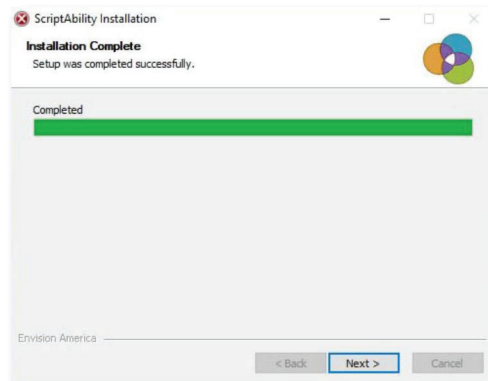 ScriptAbility Installation
Installation Complete
Setup was completed successfully.
Completed
Envision America
< Back
Next >
Cancel